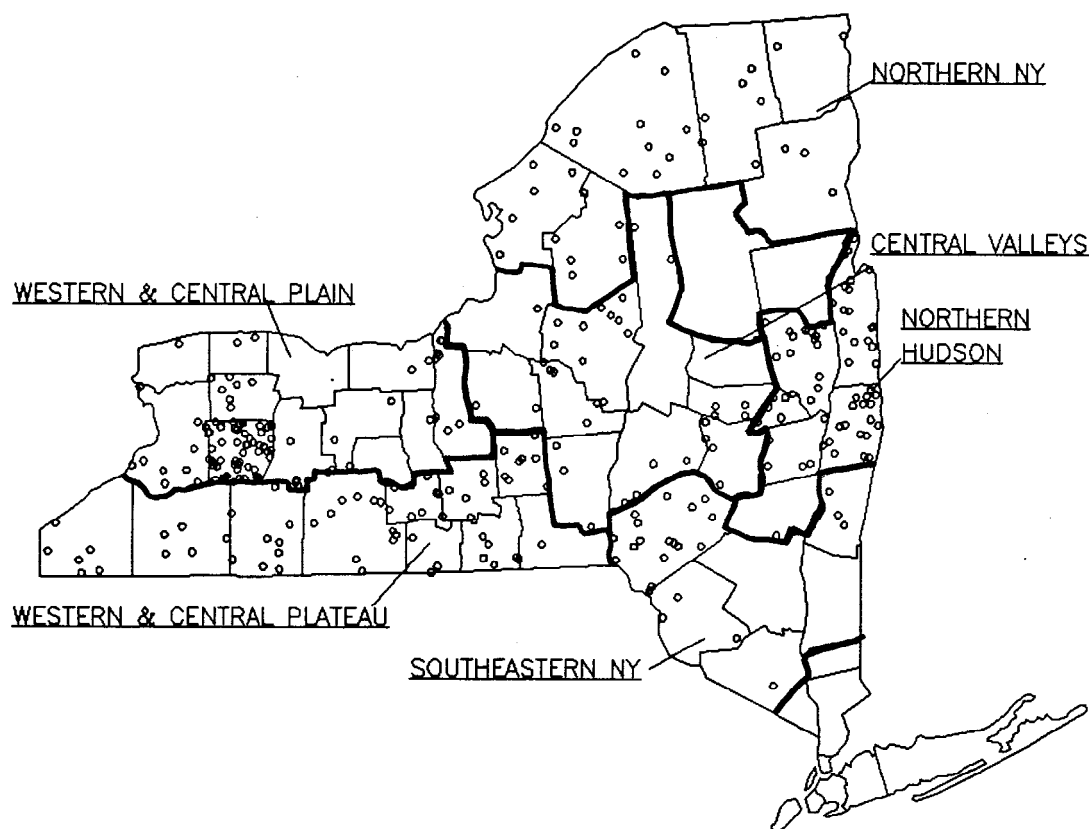 NORTHERN NY
CENTRAL VALLEYS
WESTERN & CENTRAL PLAIN
NORTHERN
HUDSON
WESTERN & CENTRAL PLATEAU
SOUTHEASTERN NY